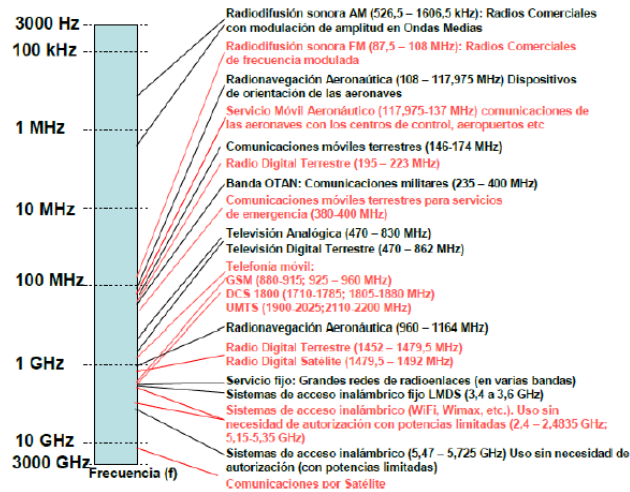 3000 Hz
100 kHz
1 MHz
10 MHz
100 MHz
1 GHz
10 GHz
3000 GHz
Frecuencia (f)
Radiodifusión sonora AM (526,5 – 1606,5 kHz): Radios Comerciales
con modulación de amplitud en Ondas Medias
Radiodifusión sonora FM (87,5 – 108 MHz): Radios Comerciales
de frecuencia modulada
Radionavegación Aeronaútica (108 – 117,975 MHz) Dispositivos
de orientación de las aeronaves
Servicio Móvil Aeronáutico (117,975-137 MHz) comunicaciones de
las aeronaves con los centros de control, aeropuertos etc
Comunicaciones móviles terrestres (146-174 MHz)
Radio Digital Terrestre (195 – 223 MHz)
Banda OTAN: Comunicaciones militares (235 – 400 MHz)
Comunicaciones móviles terrestres para servicios
de emergencia (380-400 MHz)
Televisión Analógica (470 – 830 MHz)
Televisión Digital Terrestre (470 – 862 MHz)
Telefonía móvil:
GSM (880-915; 925 – 960 MHz)
DCS 1800 (1710-1785; 1805-1880 MHz)
UMTS (1900-2025;2110-2200 MHz)
Radionavegación Aeronáutica (960 – 1164 MHz)
Radio Digital Terrestre (1452 – 1479,5 MHz)
Radio Digital Satélite (1479,5 – 1492 MHz)
Servicio fijo: Grandes redes de radioenlaces (en varias bandas)
Sistemas de acceso inalámbrico fijo LMDS (3,4 a 3,6 GHz)
Sistemas de acceso inalámbrico (WiFi, Wimax, etc.). Uso sin
necesidad de autorización con potencias limitadas (2,4 – 2,4835 GHz;
5,15-5,35 GHz)
Sistemas de acceso inalámbrico (5,47 – 5,725 GHz) Uso sin necesidad de
autorización (con potencias limitadas)
Comunicaciones por Satélite